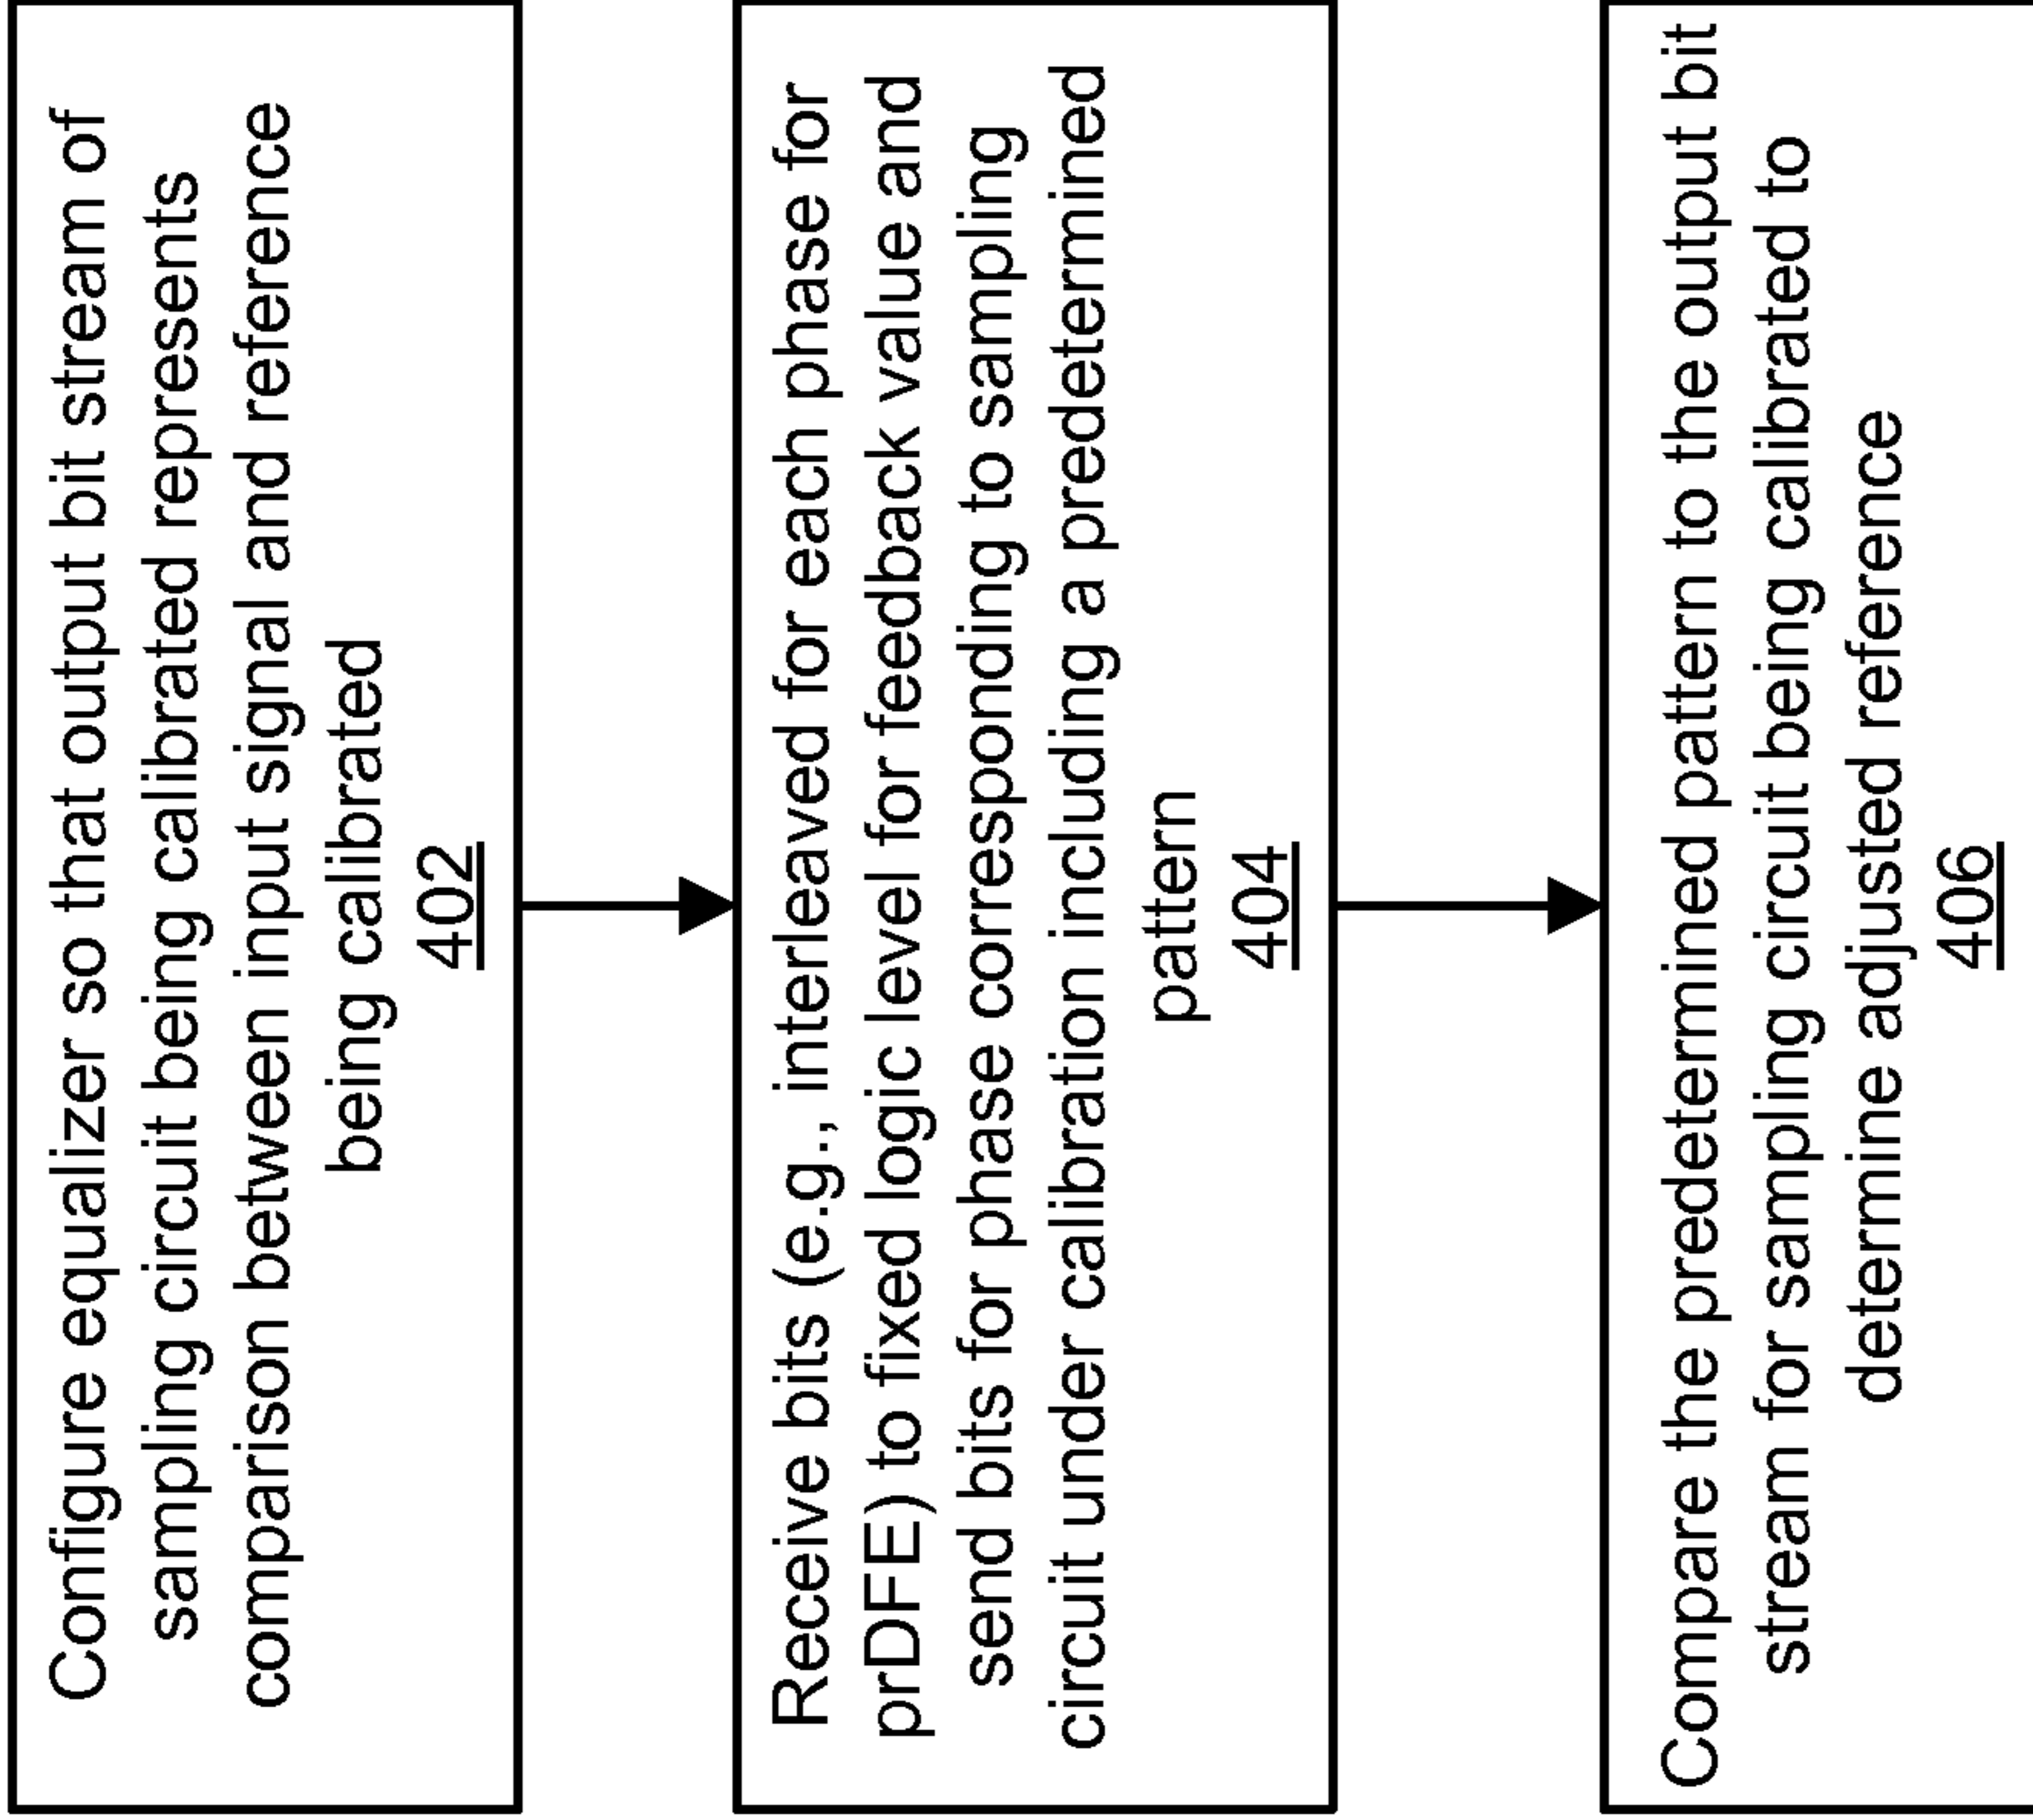 Configure equalizer so that output bit stream of
sampling circuit being calibrated represents
comparison between input signal and reference
being calibrated
402
Receive bits (e.g., interleaved for each phase for
prDFE) to fixed logic level for feedback value and
send bits for phase corresponding to sampling
circuit under calibration including a predetermined
pattern
404
Compare the predetermined pattern to the output bit
stream for sampling circuit being calibrated to
determine adjusted reference
406